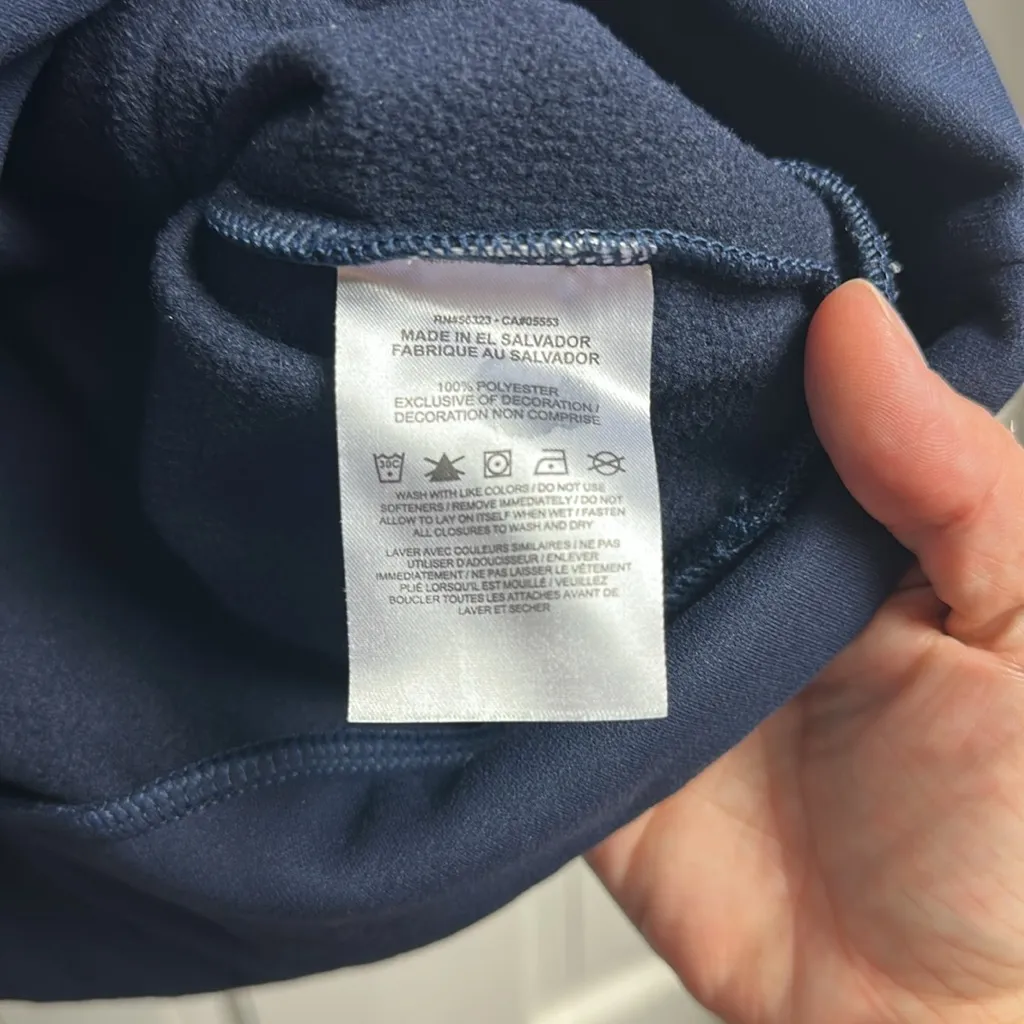 RN#56323 • CA#05553
MADE IN EL SALVADOR
FABRIQUE AU SALVADOR
100% POLYESTER
EXCLUSIVE OF DECORATION /
DECORATION NON COMPRISE
30C
WASH WITH LIKE COLORS / DO NOT USE
SOFTENERS / REMOVE IMMEDIATELY / DO NOT
ALLOW TO LAY ON ITSELF WHEN WET / FASTEN
ALL CLOSURES TO WASH AND DRY
LAVER AVEC COULEURS SIMILAIRES / NE PAS
UTILISER D'ADOUCISSEUR / ENLEVER
IMMEDIATEMENT / NE PAS LAISSER LE VÊTEMENT
PLIÉ LORSQU'IL EST MOUILLÉ / VEUILLEZ
BOUCLER TOUTES LES ATTACHES AVANT DE
LAVER ET SECHER